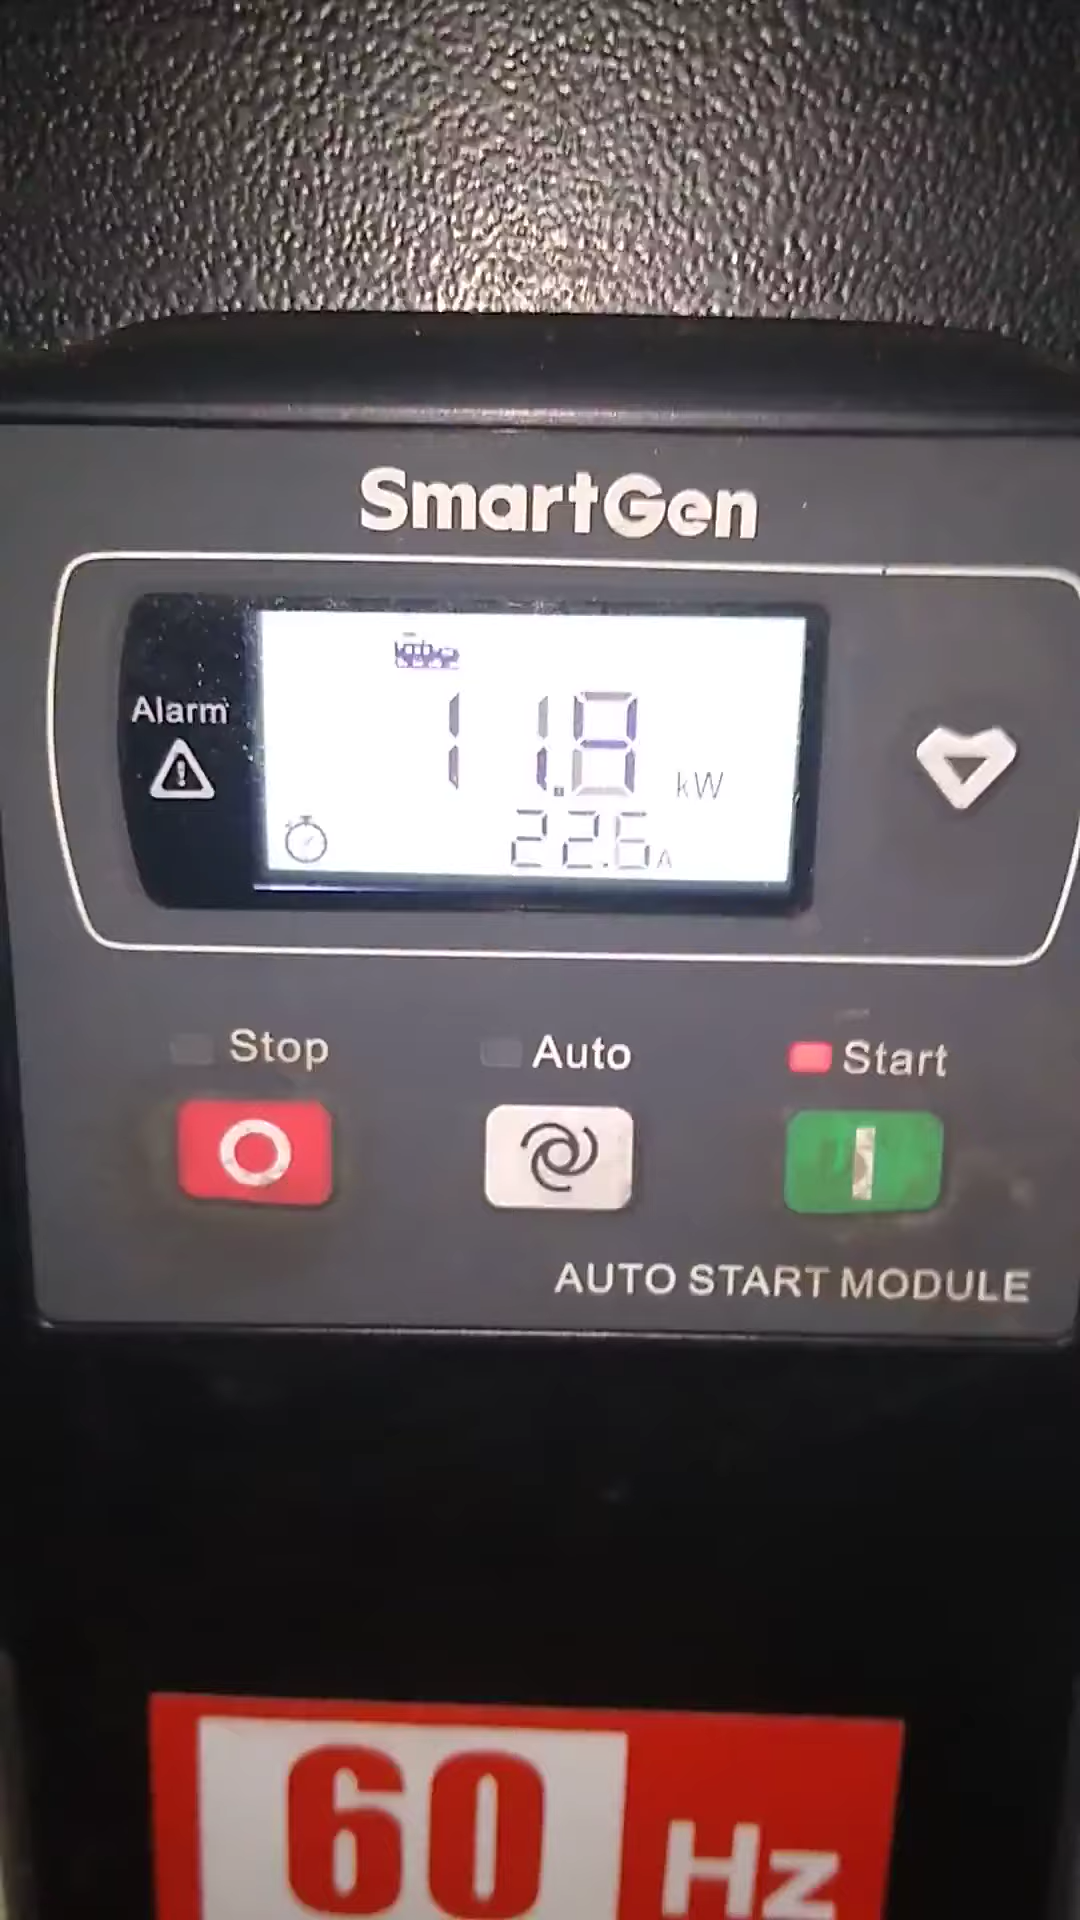 SmartGen
Alarm
11.8 kW
22.6 A
Stop
Auto
Start
AUTO START MODULE
60 Hz